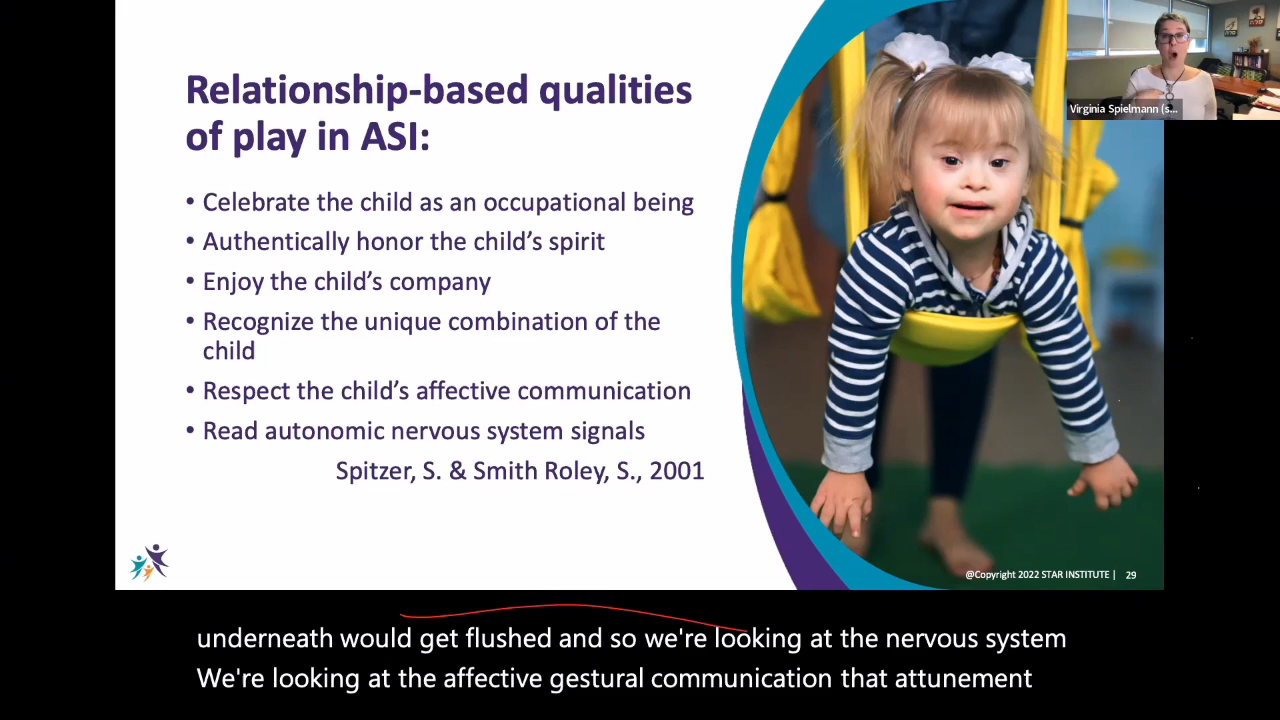 Relationship-based qualities
of play in ASI:
• Celebrate the child as an occupational being
• Authentically honor the child’s spirit
• Enjoy the child’s company
• Recognize the unique combination of the
child
• Respect the child’s affective communication
• Read autonomic nervous system signals
Spitzer, S. & Smith Roley, S., 2001
Virginia Spielmann (s...
@Copyright 2022 STAR INSTITUTE | 29
underneath would get flushed and so we're looking at the nervous system
We're looking at the affective gestural communication that attunement